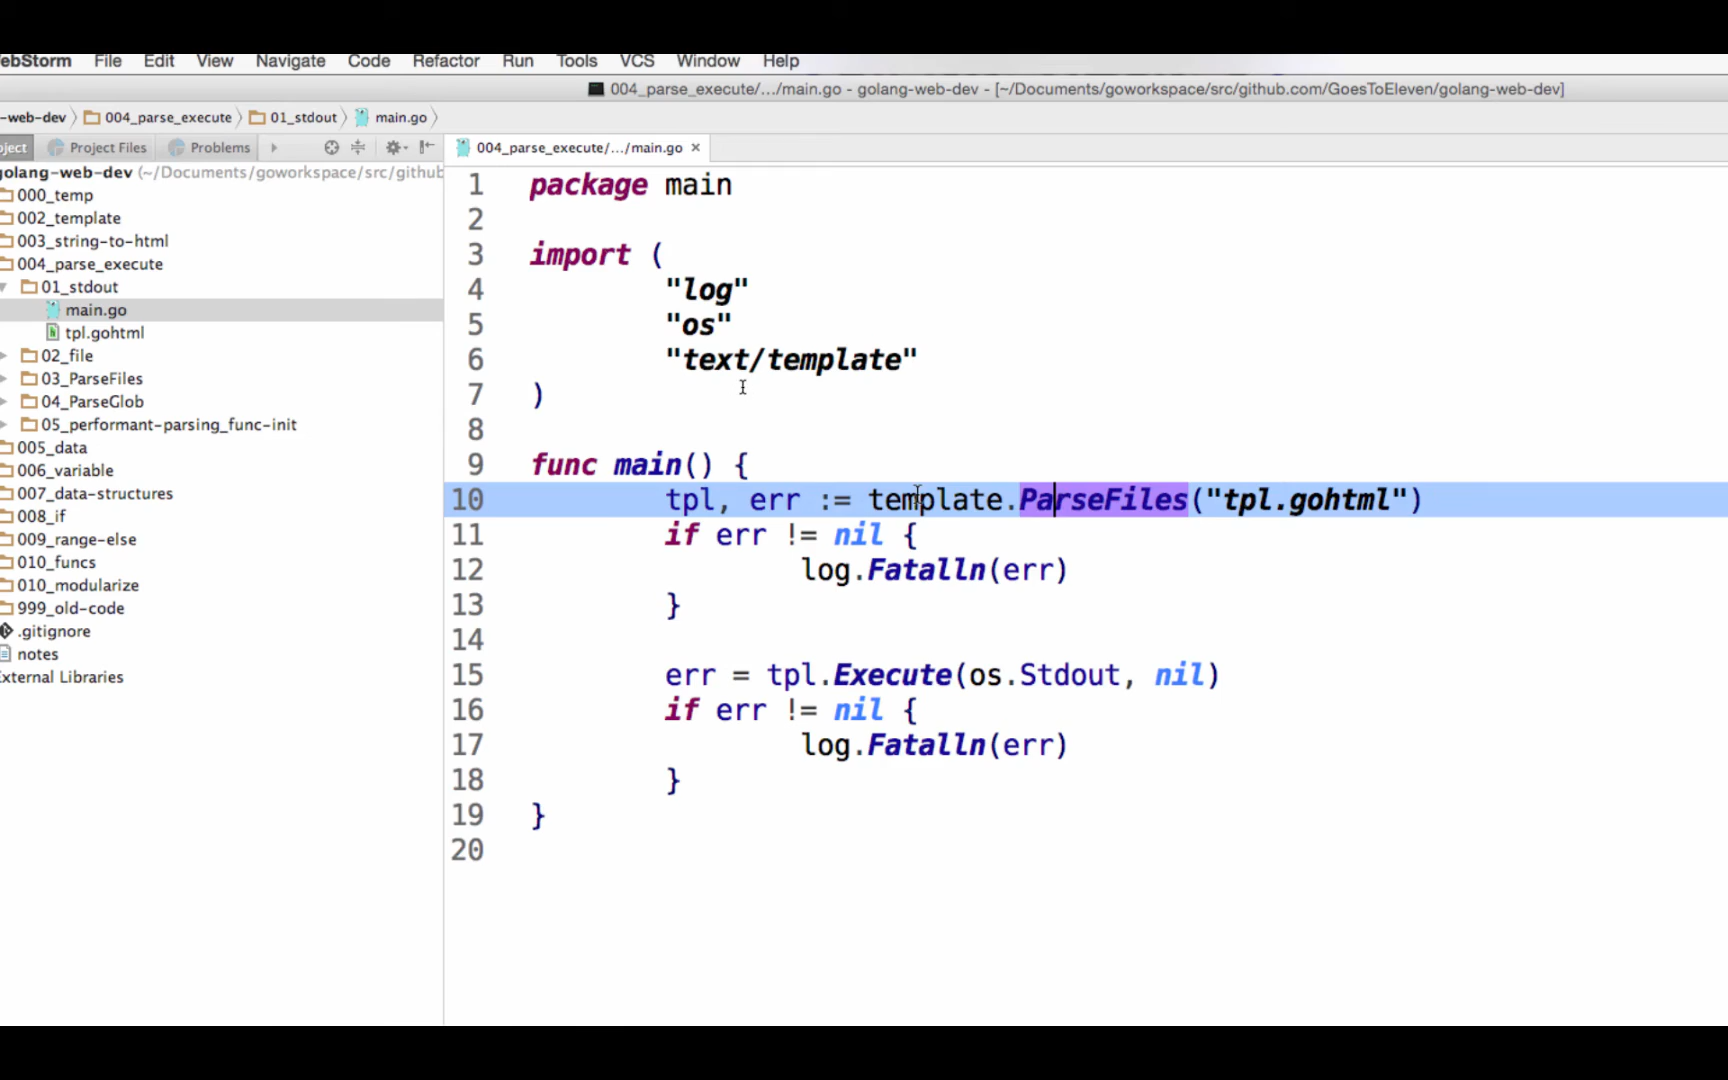 ebStorm File Edit View Navigate Code Refactor Run Tools VCS Window Help
004_parse_execute/.../main.go - golang-web-dev - [~/Documents/goworkspace/src/github.com/GoesToEleven/golang-web-dev]
-web-dev 004_parse_execute 01_stdout main.go
oject Project Files Problems
004_parse_execute/.../main.go ×
golang-web-dev (~/Documents/goworkspace/src/github
000_temp
002_template
003_string-to-html
004_parse_execute
01_stdout
main.go
tpl.gohtml
02_file
03_ParseFiles
04_ParseGlob
05_performant-parsing_func-init
005_data
006_variable
007_data-structures
008_if
009_range-else
010_funcs
010_modularize
999_old-code
.gitignore
notes
xternal Libraries
1 package main
2
3 import (
4 "log"
5 "os"
6 "text/template"
7 )
8
9 func main() {
10 tpl, err := template.ParseFiles("tpl.gohtml")
11 if err != nil {
12 log.Fatalln(err)
13 }
14
15 err = tpl.Execute(os.Stdout, nil)
16 if err != nil {
17 log.Fatalln(err)
18 }
19 }
20